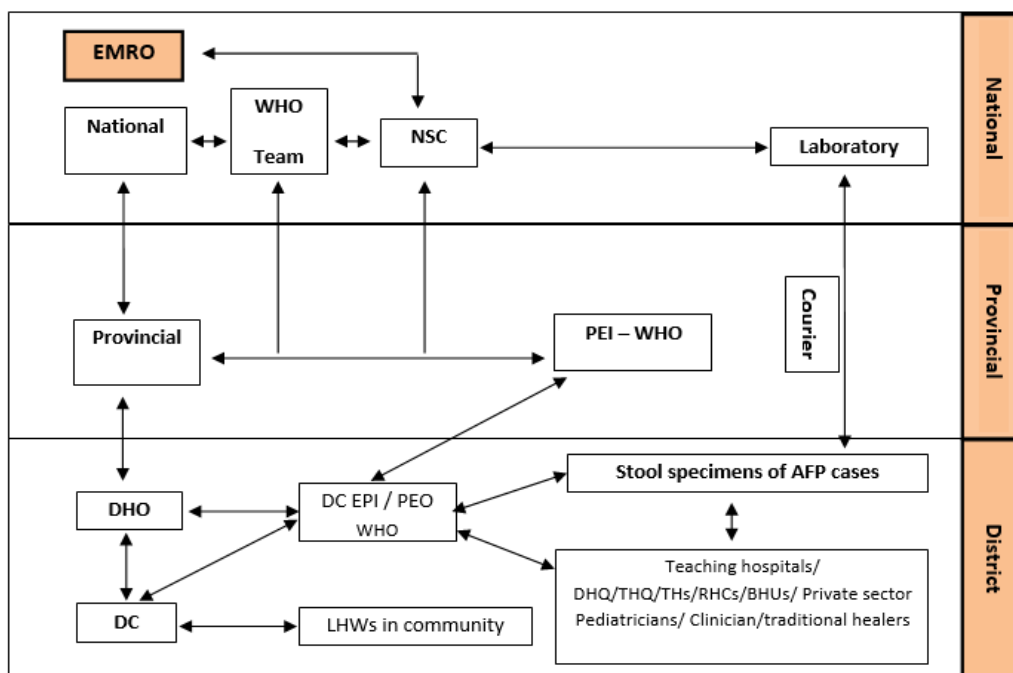 EMRO
National
WHO
Team
NSC
Laboratory
National
Provincial
PEI – WHO
Courier
Provincial
DHO
DC EPI / PEO
WHO
Stool specimens of AFP cases
Teaching hospitals/
DHQ/THQ/THs/RHCs/BHUs/ Private sector
Pediatricians/ Clinician/traditional healers
DC
LHWs in community
District